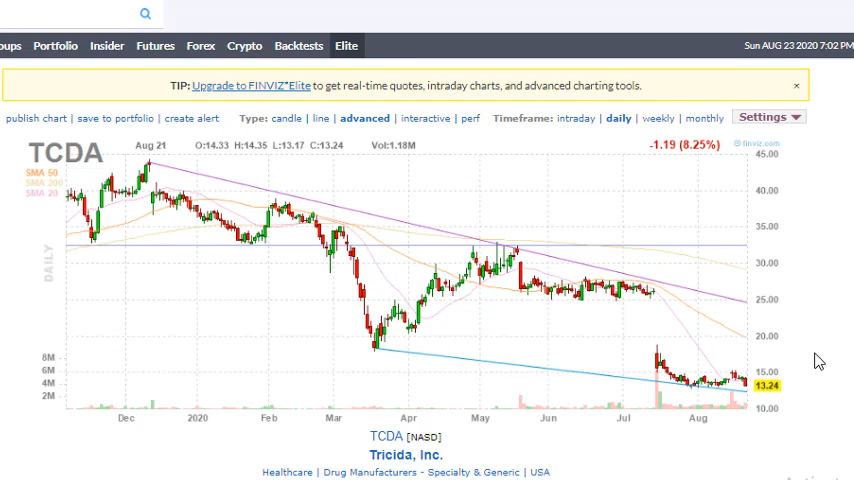 oups Portfolio Insider Futures Forex Crypto Backtests Elite Sun AUG 23 2020 7:02 PM
TIP: Upgrade to FINVIZ*Elite to get real-time quotes, intraday charts, and advanced charting tools. ×
publish chart | save to portfolio | create alert Type: candle | line | advanced | interactive | perf Timeframe: intraday | daily | weekly | monthly Settings
TCDA Aug 21 O:14.33 H:14.35 L:13.17 C:13.24 Vol:1.18M -1.19 (8.25%) © finviz.com
SMA 50
SMA 200
SMA 20
DAILY
45.00
40.00
35.00
30.00
25.00
20.00
15.00
13.24
10.00
8M
6M
4M
2M
Dec 2020 Feb Mar Apr May Jun Jul Aug
TCDA [NASD]
Tricida, Inc.
Healthcare | Drug Manufacturers - Specialty & Generic | USA